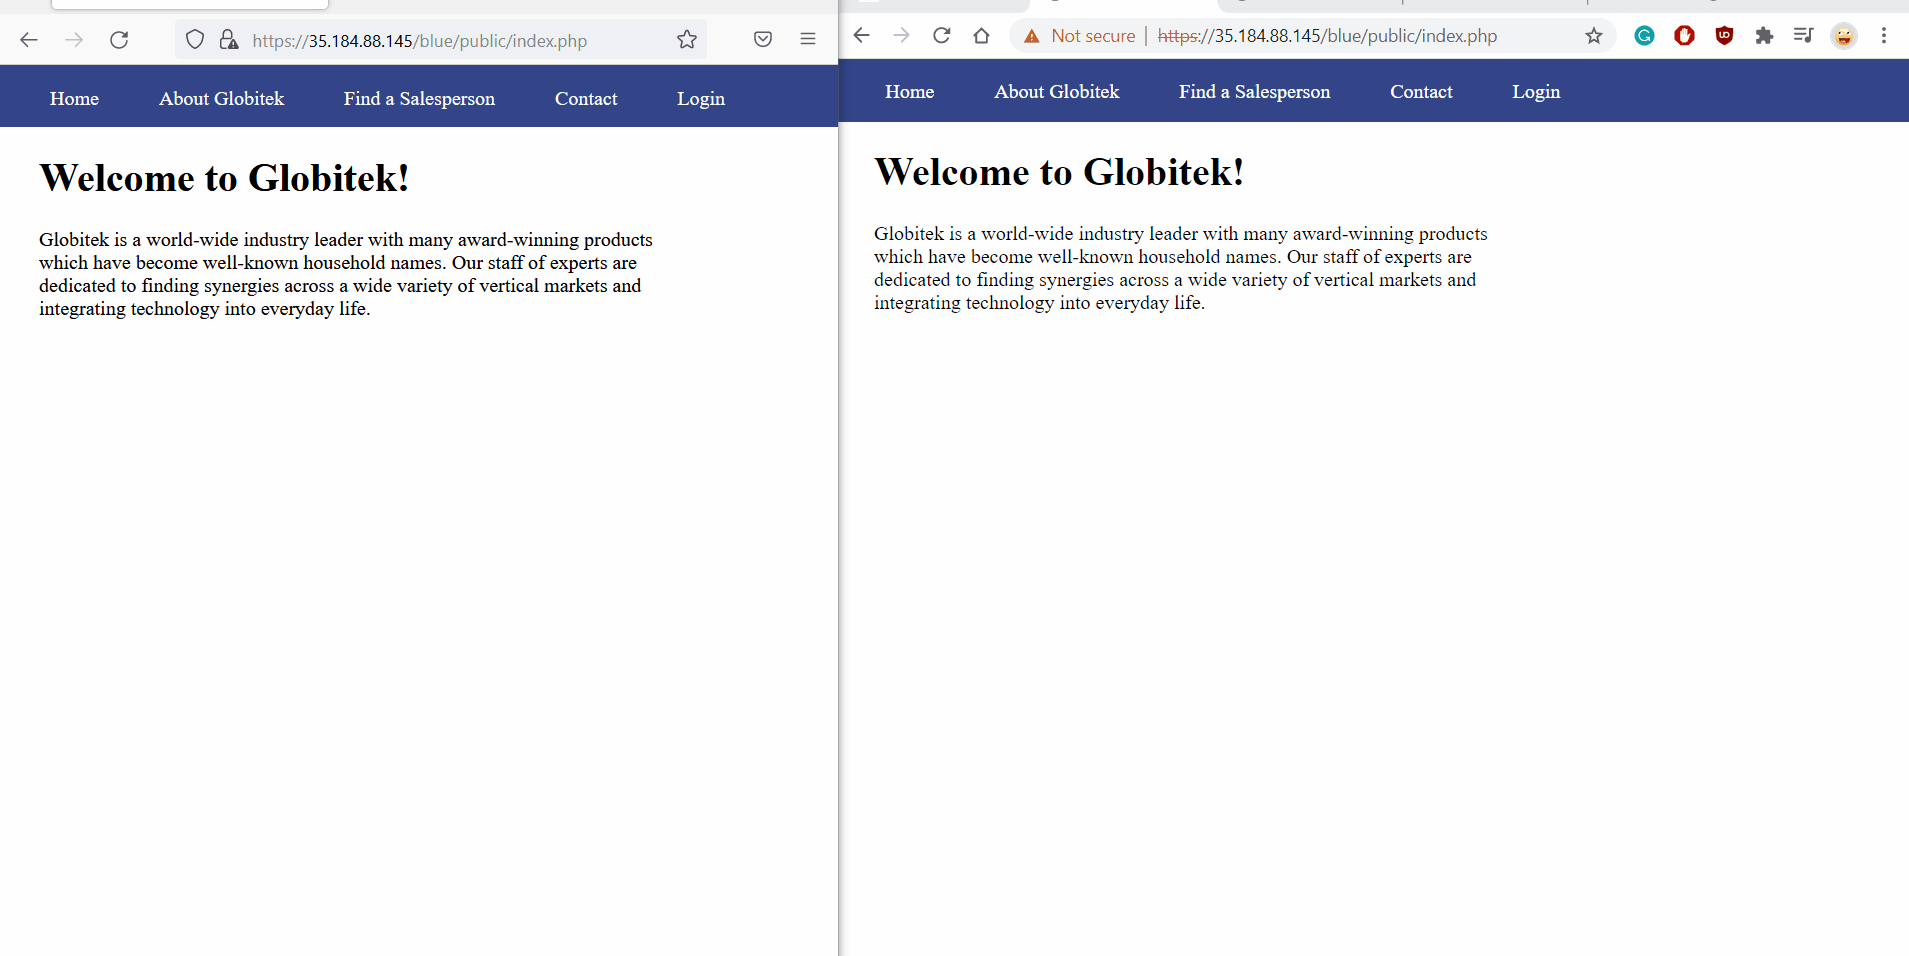 https://35.184.88.145/blue/public/index.php
Home About Globitek Find a Salesperson Contact Login
Welcome to Globitek!
Globitek is a world-wide industry leader with many award-winning products
which have become well-known household names. Our staff of experts are
dedicated to finding synergies across a wide variety of vertical markets and
integrating technology into everyday life.
Not secure | https://35.184.88.145/blue/public/index.php
Home About Globitek Find a Salesperson Contact Login
Welcome to Globitek!
Globitek is a world-wide industry leader with many award-winning products
which have become well-known household names. Our staff of experts are
dedicated to finding synergies across a wide variety of vertical markets and
integrating technology into everyday life.